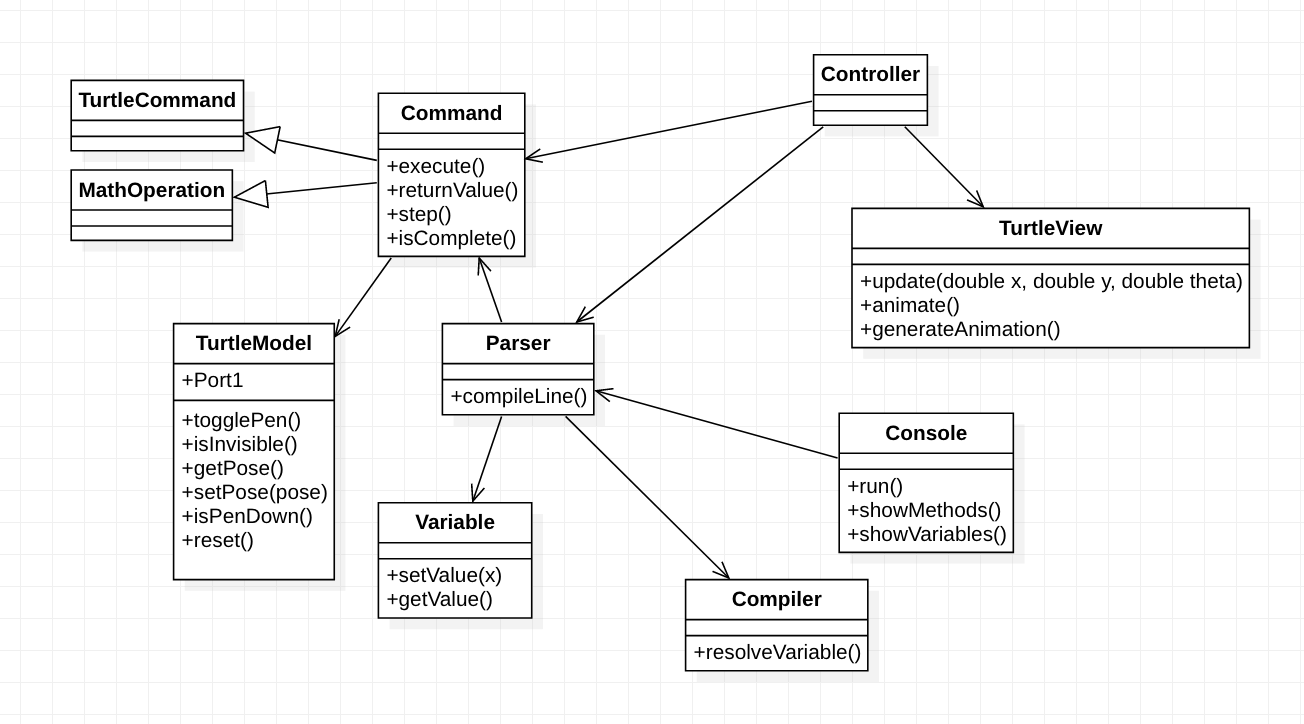 TurtleCommand
MathOperation
Command
+execute()
+returnValue()
+step()
+isComplete()
Controller
TurtleView
+update(double x, double y, double theta)
+animate()
+generateAnimation()
TurtleModel
+Port1
+togglePen()
+isInvisible()
+getPose()
+setPose(pose)
+isPenDown()
+reset()
Parser
+compileLine()
Variable
+setValue(x)
+getValue()
Console
+run()
+showMethods()
+showVariables()
Compiler
+resolveVariable()